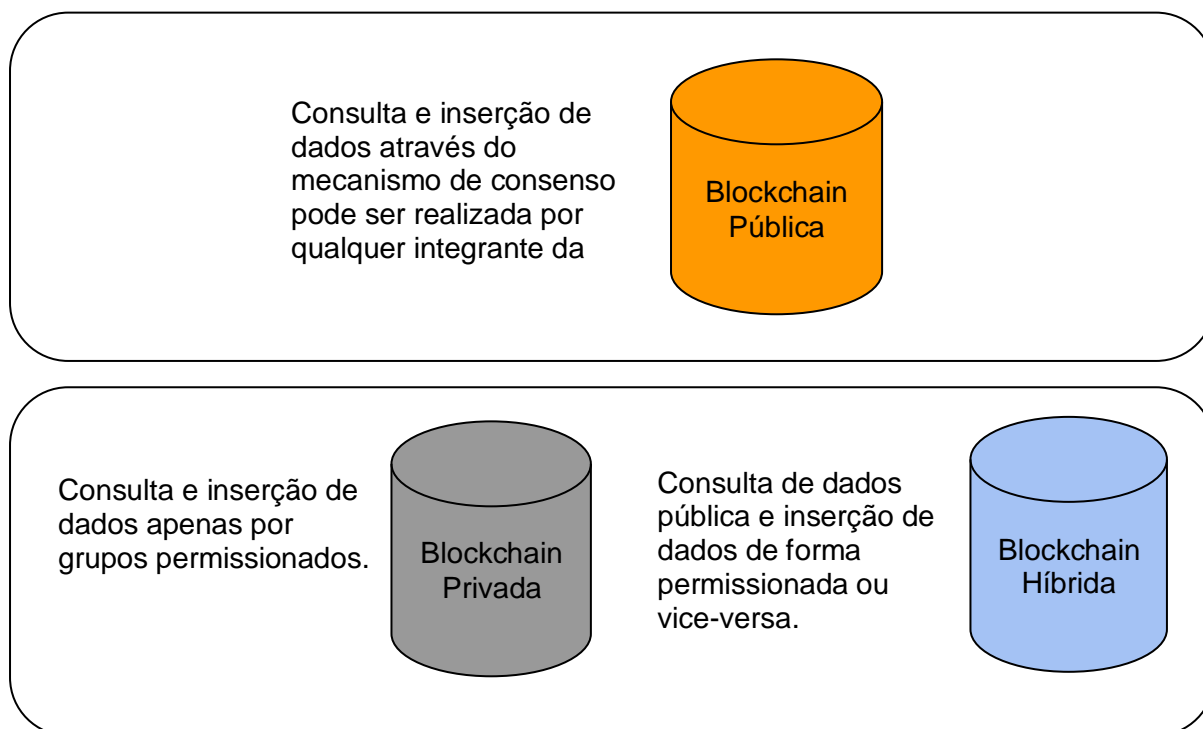 Consulta e inserção de
dados através do
mecanismo de consenso
pode ser realizada por
qualquer integrante da
Blockchain
Pública
Consulta e inserção de
dados apenas por
grupos permissionados.
Blockchain
Privada
Consulta de dados
pública e inserção de
dados de forma
permissionada ou
vice-versa.
Blockchain
Híbrida